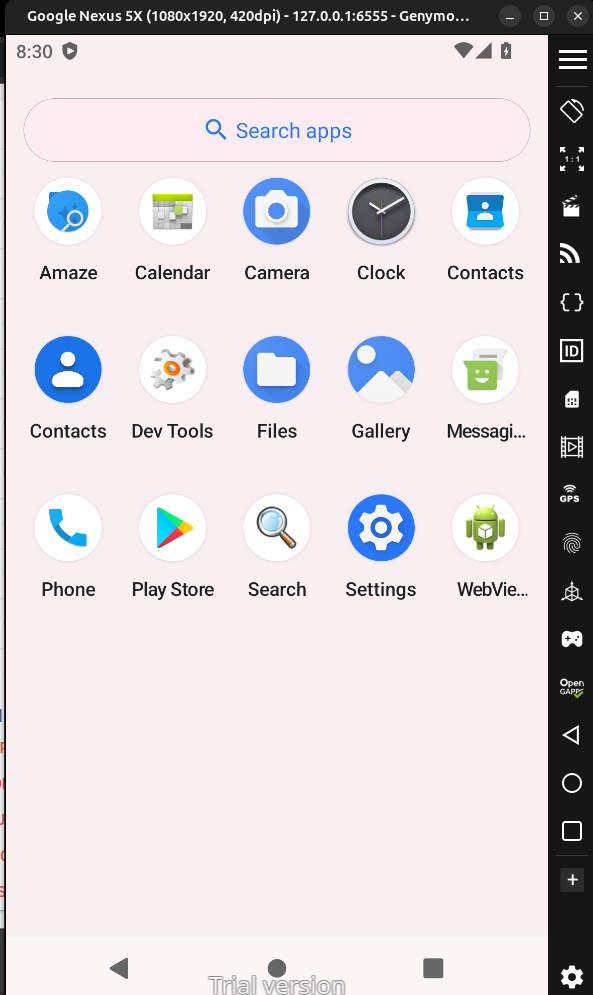 Google Nexus 5X (1080x1920, 420dpi) - 127.0.0.1:6555 - Genymo...
8:30
Search apps
1 : 1
Amaze Calendar Camera Clock Contacts
ID
Contacts Dev Tools Files Gallery Messagi...
GPS
Phone Play Store Search Settings WebVie...
Open
GAPPS
Trial version